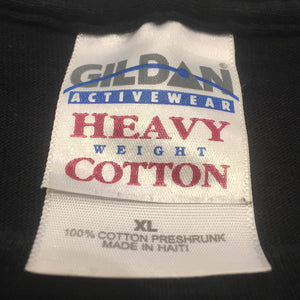 GILDAN
ACTIVEWEAR
HEAVY
WEIGHT
COTTON
XL
100% COTTON PRESHRUNK
MADE IN HAITI